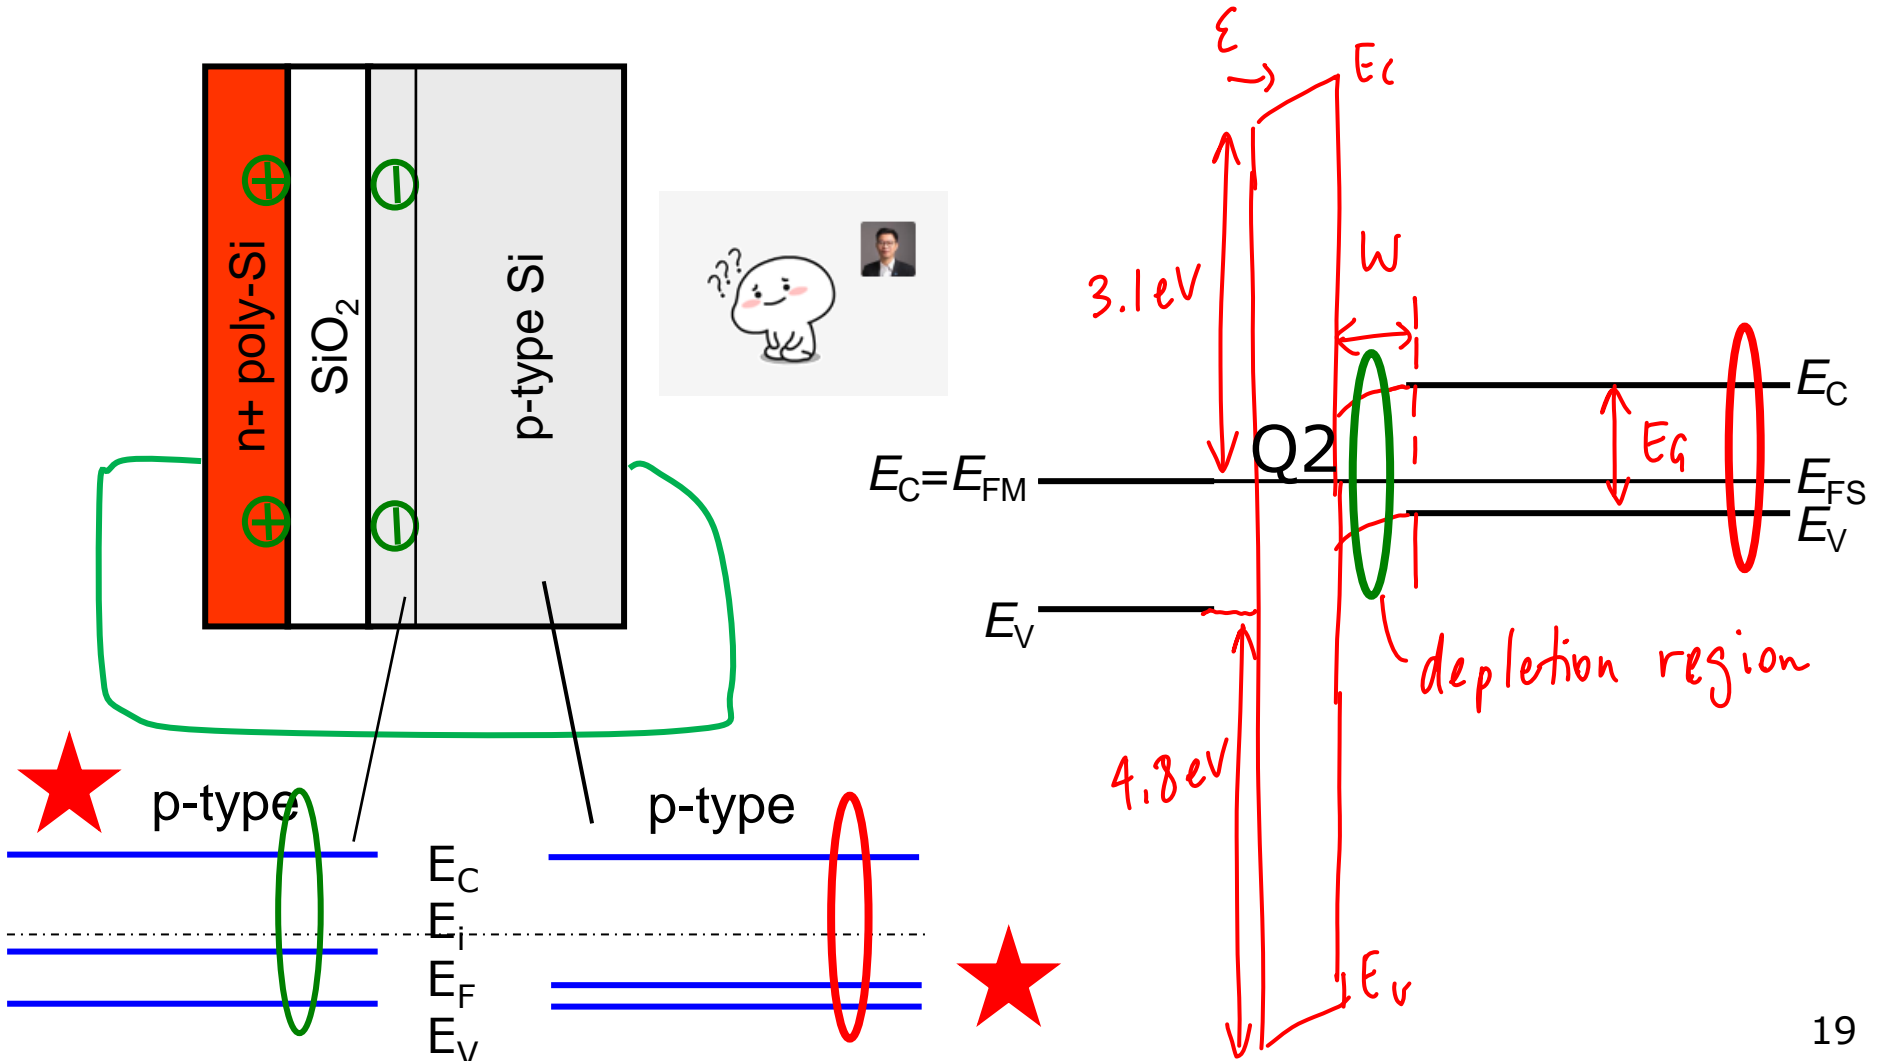 n+ poly-Si
SiO2
p-type Si
???
ε
EC
3.1eV
W
Q2
EC
EG
EC=EFM
EFS
EV
EV
depletion region
4.8eV
Ev
p-type
p-type
EC
Ei
EF
EV
19